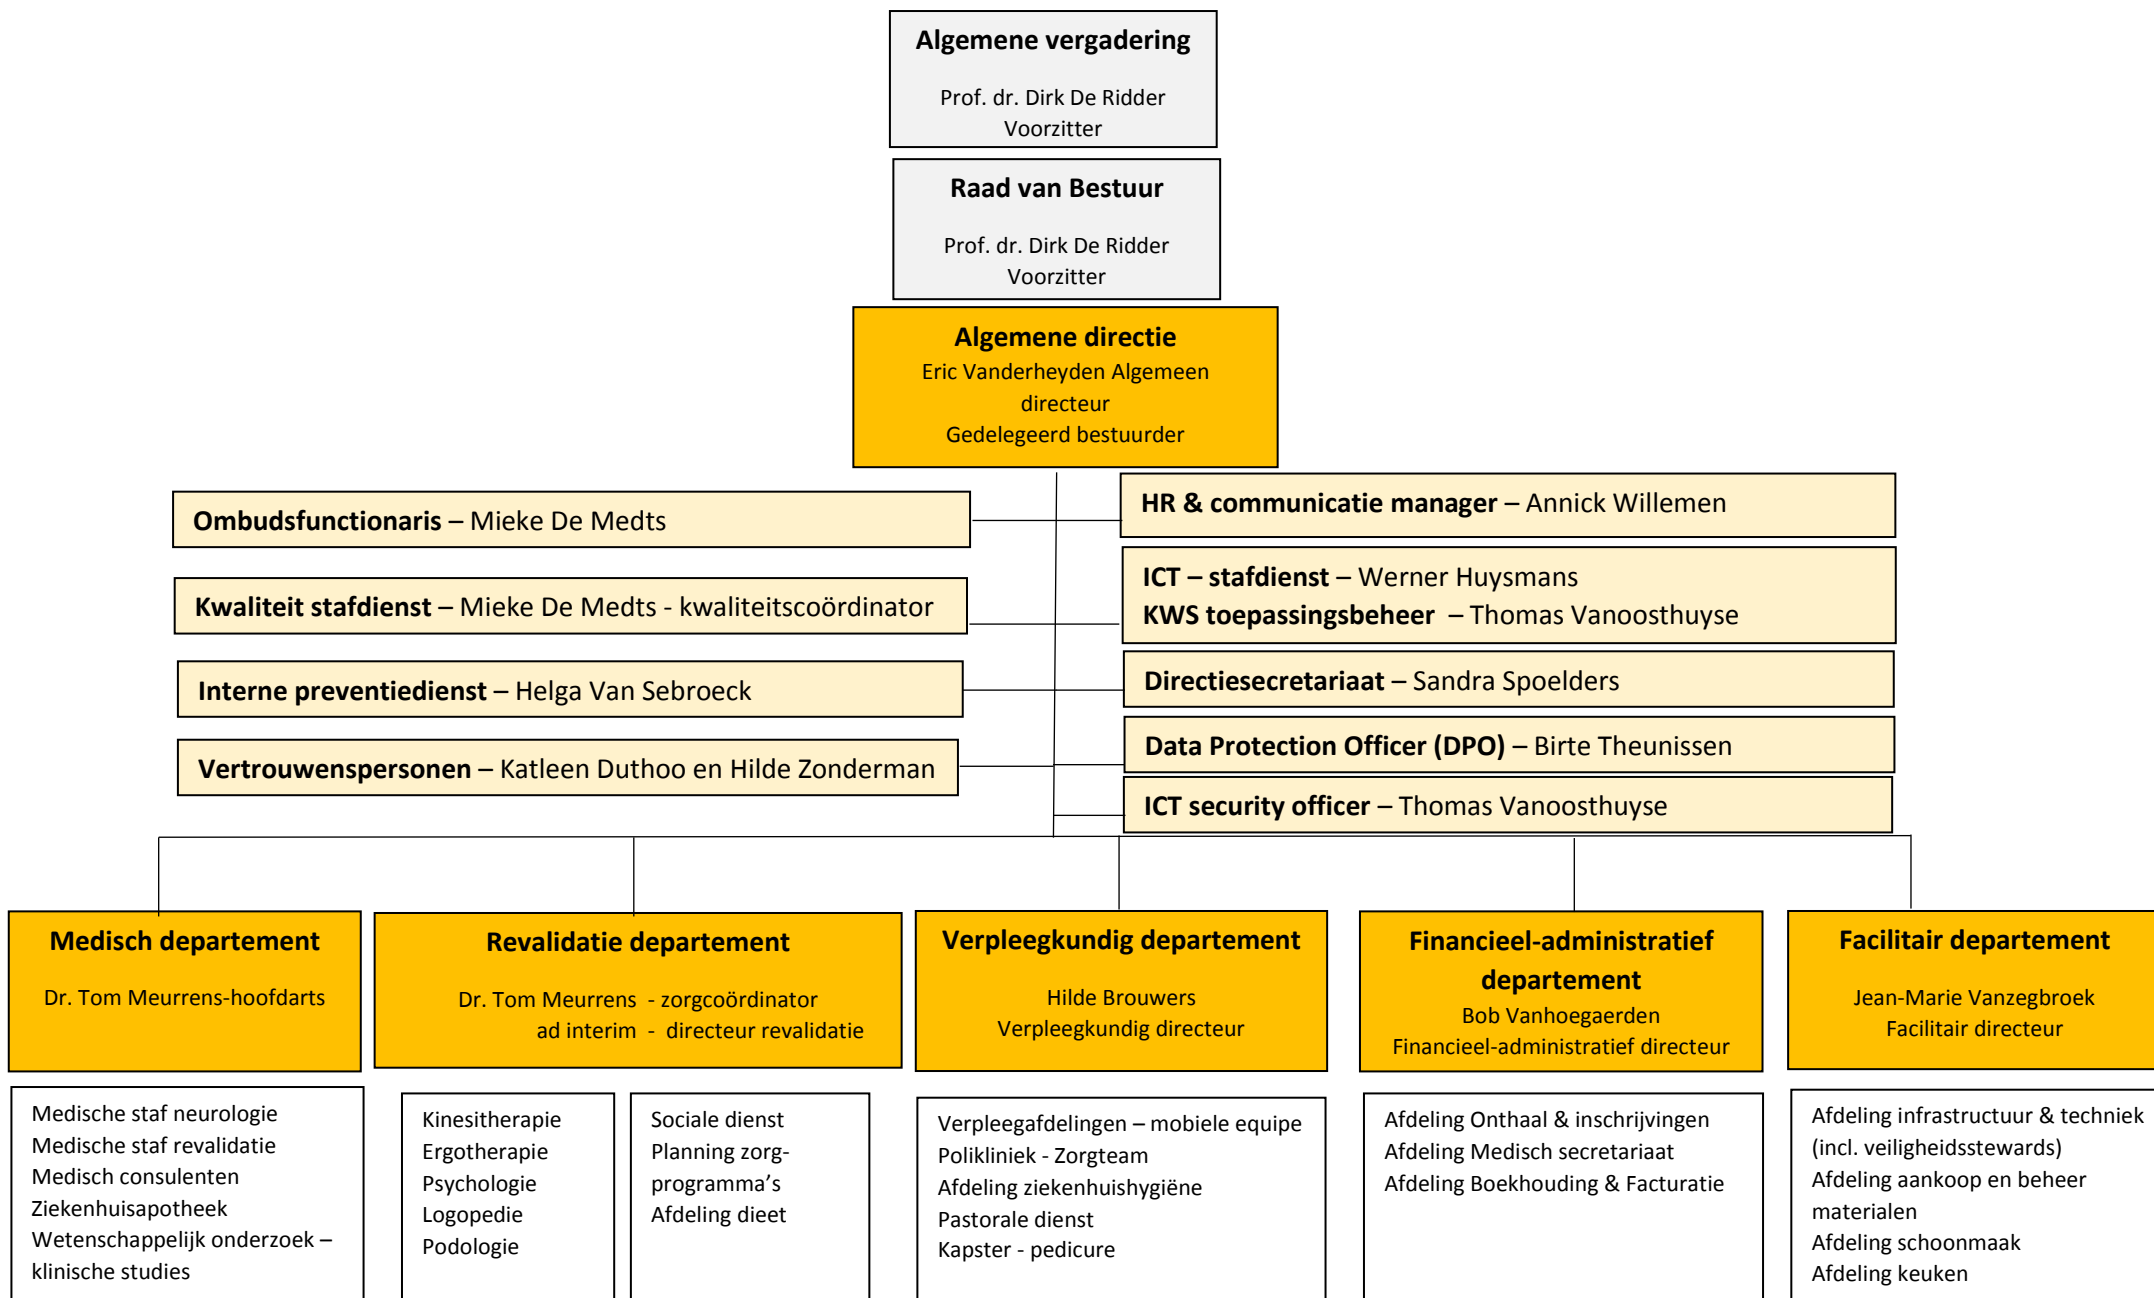 Algemene vergadering
Prof. dr. Dirk De Ridder
Voorzitter
Raad van Bestuur
Prof. dr. Dirk De Ridder
Voorzitter
Algemene directie
Eric Vanderheyden Algemeen
directeur
Gedelegeerd bestuurder
Ombudsfunctionaris – Mieke De Medts
Kwaliteit stafdienst – Mieke De Medts - kwaliteitscoördinator
Interne preventiedienst – Helga Van Sebroeck
Vertrouwenspersonen – Katleen Duthoo en Hilde Zonderman
HR & communicatie manager – Annick Willemen
ICT – stafdienst – Werner Huysmans
KWS toepassingsbeheer – Thomas Vanoosthuyse
Directiesecretariaat – Sandra Spoelders
Data Protection Officer (DPO) – Birte Theunissen
ICT security officer – Thomas Vanoosthuyse
Medisch departement
Dr. Tom Meurrens-hoofdarts
Medische staf neurologie
Medische staf revalidatie
Medisch consulenten
Ziekenhuisapotheek
Wetenschappelijk onderzoek –
klinische studies
Revalidatie departement
Dr. Tom Meurrens - zorgcoördinator
ad interim - directeur revalidatie
Kinesitherapie
Ergotherapie
Psychologie
Logopedie
Podologie
Sociale dienst
Planning zorg-
programma's
Afdeling dieet
Verpleegkundig departement
Hilde Brouwers
Verpleegkundig directeur
Verpleegafdelingen – mobiele equipe
Polikliniek - Zorgteam
Afdeling ziekenhuishygiëne
Pastorale dienst
Kapster - pedicure
Financieel-administratief
departement
Bob Vanhoegaerden
Financieel-administratief directeur
Afdeling Onthaal & inschrijvingen
Afdeling Medisch secretariaat
Afdeling Boekhouding & Facturatie
Facilitair departement
Jean-Marie Vanzegbroek
Facilitair directeur
Afdeling infrastructuur & techniek
(incl. veiligheidsstewards)
Afdeling aankoop en beheer
materialen
Afdeling schoonmaak
Afdeling keuken